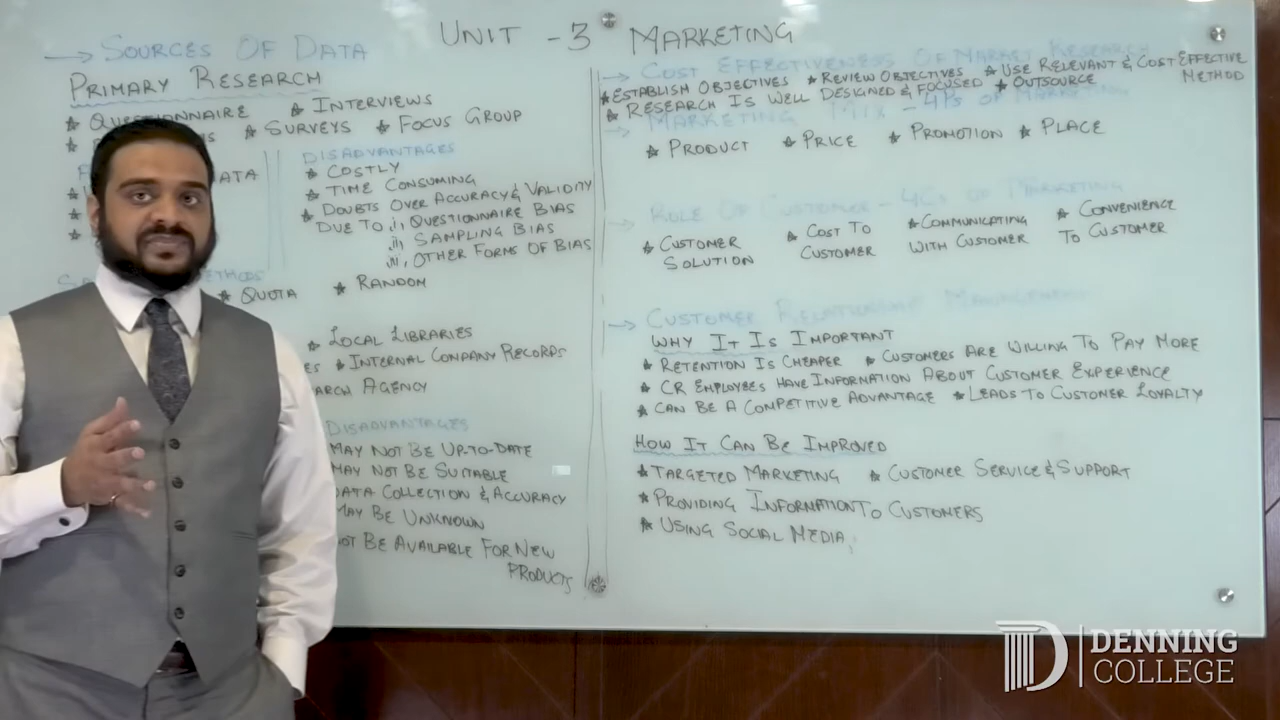 UNIT - 3 MARKETING
→ SOURCES OF DATA
PRIMARY RESEARCH
★ QUESTIONNAIRE ★ INTERVIEWS
★ SURVEYS ★ FOCUS GROUP
DATA
DISADVANTAGES
★ COSTLY
★ TIME CONSUMING
★ DOUBTS OVER ACCURACY & VALIDITY
DUE TO i, QUESTIONNAIRE BIAS
ii, SAMPLING BIAS
iii, OTHER FORMS OF BIAS
★ QUOTA ★ RANDOM
★ LOCAL LIBRARIES
★ INTERNAL COMPANY RECORDS
AGENCY
DISADVANTAGES
MAY NOT BE UP-TO-DATE
MAY NOT BE SUITABLE
DATA COLLECTION & ACCURACY
MAY BE UNKNOWN
NOT BE AVAILABLE FOR NEW
PRODUCTS
→ COST EFFECTIVENESS OF MARKET RESEARCH
★ ESTABLISH OBJECTIVES ★ REVIEW OBJECTIVES ★ USE RELEVANT & COST EFFECTIVE
METHOD
★ RESEARCH IS WELL DESIGNED & FOCUSED ★ OUTSOURCE
→ MARKETING MIX - 4Ps OF MARKETING
★ PRODUCT ★ PRICE ★ PROMOTION ★ PLACE
→ ROLE OF CUSTOMER - 4Cs OF MARKETING
★ CUSTOMER ★ COST TO ★ COMMUNICATING ★ CONVENIENCE
SOLUTION CUSTOMER WITH CUSTOMER TO CUSTOMER
→ CUSTOMER RELATIONSHIP MANAGEMENT
WHY IT IS IMPORTANT
★ RETENTION IS CHEAPER ★ CUSTOMERS ARE WILLING TO PAY MORE
★ CR EMPLOYEES HAVE INFORMATION ABOUT CUSTOMER EXPERIENCE
★ CAN BE A COMPETITIVE ADVANTAGE ★ LEADS TO CUSTOMER LOYALTY
HOW IT CAN BE IMPROVED
★ TARGETED MARKETING ★ CUSTOMER SERVICE & SUPPORT
★ PROVIDING INFORMATION TO CUSTOMERS
★ USING SOCIAL MEDIA
DENNING
COLLEGE